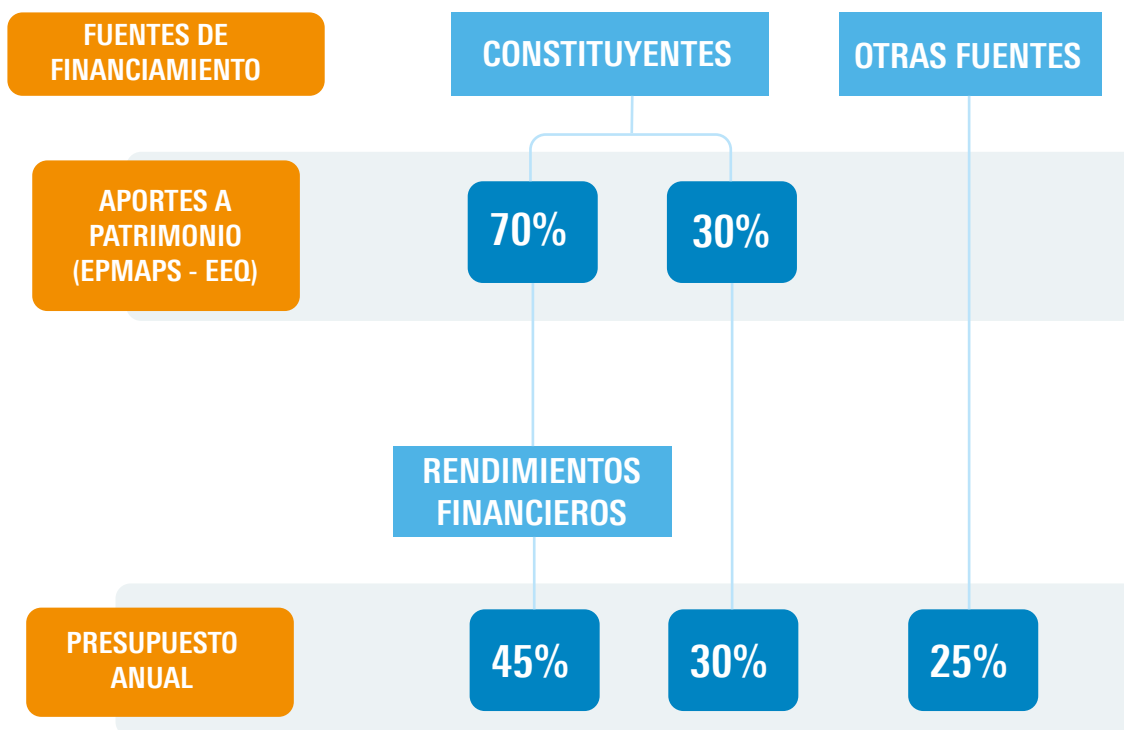 FUENTES DE
FINANCIAMIENTO
CONSTITUYENTES
OTRAS FUENTES
APORTES A
PATRIMONIO
(EPMAPS - EEQ)
70%
30%
RENDIMIENTOS
FINANCIEROS
PRESUPUESTO
ANUAL
45%
30%
25%